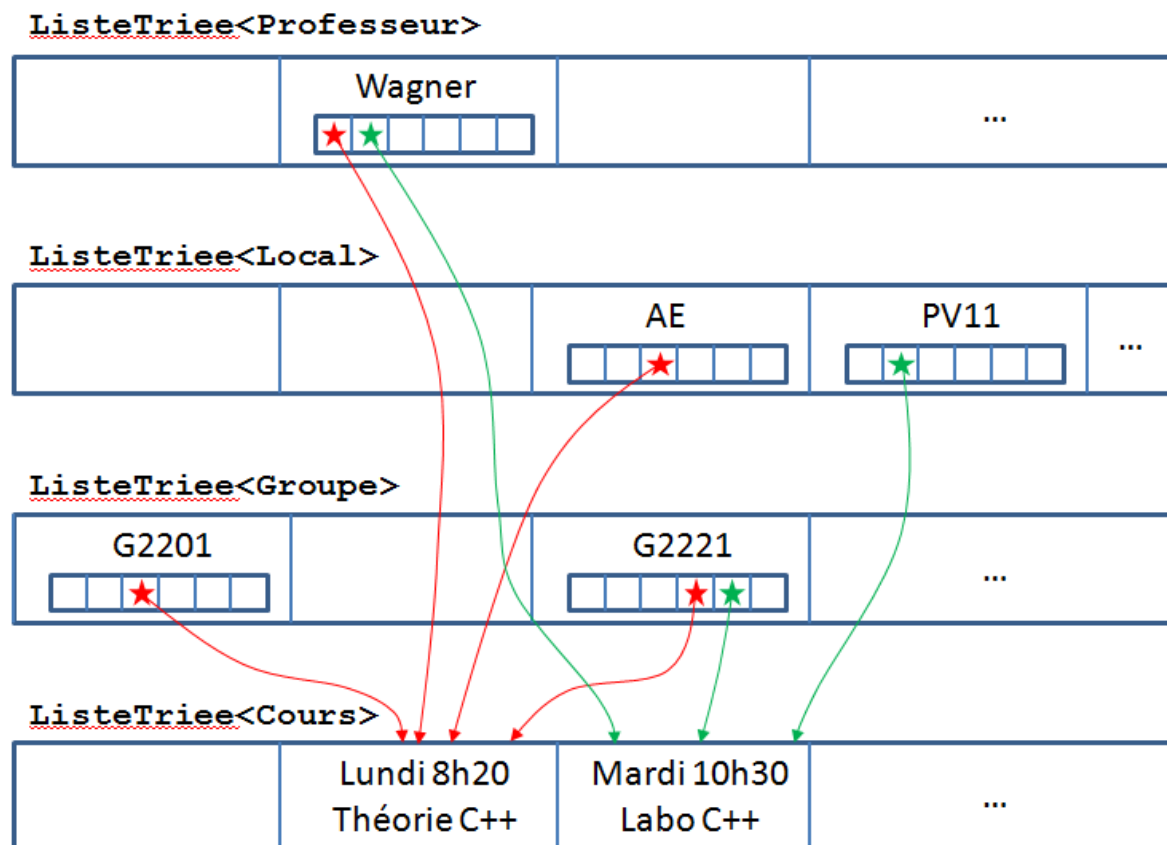 ListeTriee<Professeur>
Wagner
...
ListeTriee<Local>
AE
PV11
...
ListeTriee<Groupe>
G2201
G2221
...
ListeTriee<Cours>
Lundi 8h20
Théorie C++
Mardi 10h30
Labo C++
...